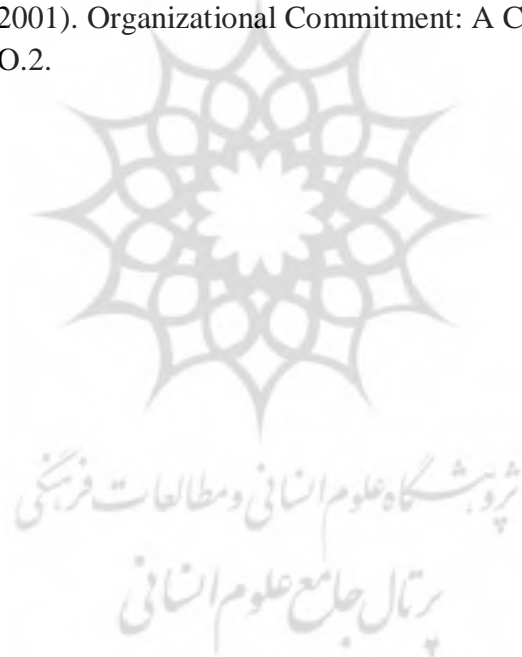 2001). Organizational Commitment: A C
O.2.
پژوهشگاه علوم انسانی و مطالعات فرهنگی
پرتال جامع علوم انسانی